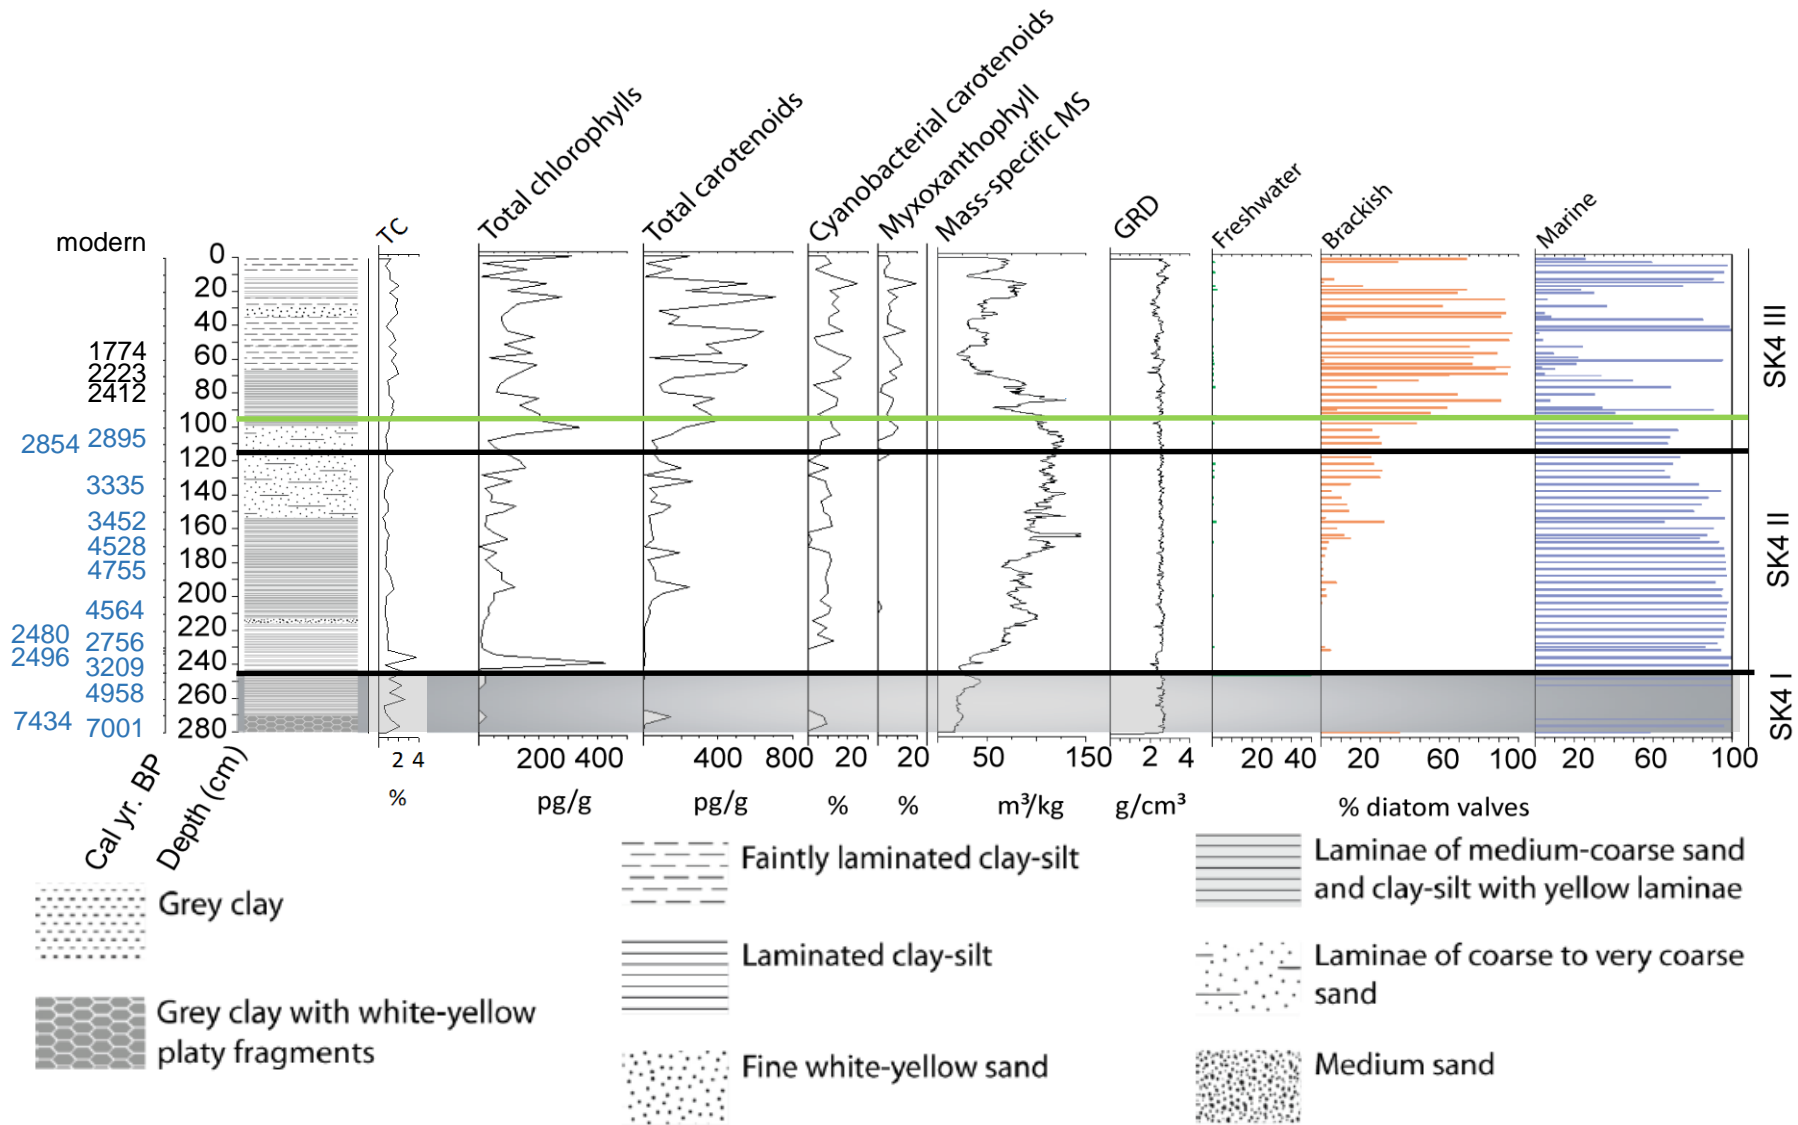 TC
Total chlorophylls
Total carotenoids
Cyanobacterial carotenoids
Myxoxanthophyll
Mass-specific MS
GRD
Freshwater
Brackish
Marine
modern
1774
2223
2412
2854 2895
3335
3452
4528
4755
4564
2480 2756
2496 3209
4958
7434 7001
0
20
40
60
80
100
120
140
160
180
200
220
240
260
280
SK4 III
SK4 II
SK4 I
2 4
200 400
400 800
20
20
50 150
2 4
20 40
20 60 100
20 60 100
Cal yr. BP
Depth (cm)
%
pg/g
pg/g
%
%
m³/kg
g/cm³
% diatom valves
Grey clay
Grey clay with white-yellow
platy fragments
Faintly laminated clay-silt
Laminated clay-silt
Fine white-yellow sand
Laminae of medium-coarse sand
and clay-silt with yellow laminae
Laminae of coarse to very coarse
sand
Medium sand